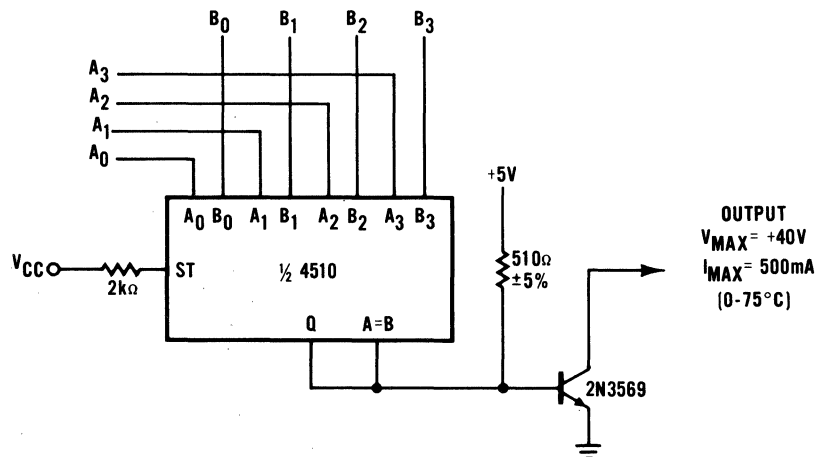 B0 B1 B2 B3
A3
A2
A1
A0
+5V
A0 B0 A1 B1 A2 B2 A3 B3
OUTPUT
VMAX = +40V
IMAX = 500mA
(0-75°C)
VCC
2kΩ
ST
½ 4510
510Ω
±5%
Q A=B
2N3569